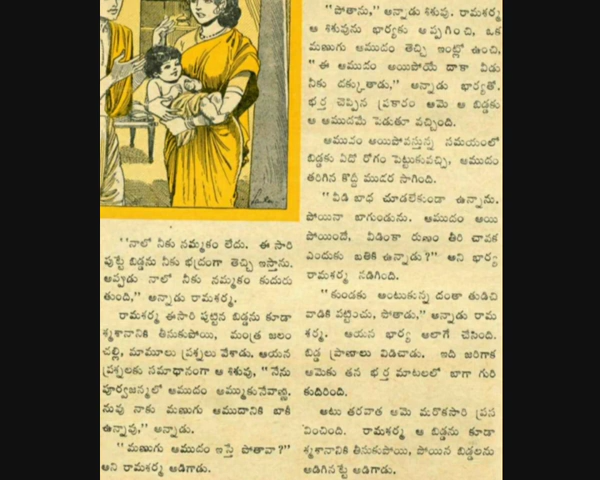 "నాలో నీకు నమ్మకం లేదు. ఈ సారి
పుట్టే బిడ్డను నీకు భద్రంగా తెచ్చి ఇస్తాను.
అప్పుడు నాలో నీకు నమ్మకం కుదురు
తుంది," అన్నాడు రామశర్మ.
రామశర్మ ఈసారి పుట్టిన బిడ్డను కూడా
శ్మశానానికి తీసుకుపోయి, మంత్ర జలం
చల్లి, మామూలు ప్రశ్నలు వేశాడు. ఆయన
ప్రశ్నలకు సమాధానంగా ఆ శిశువు, "నేను
పూర్వజన్మలో ఆముదం అమ్ముకునేవాణ్ణి.
నువు నాకు మణుగు ఆముదానికి బాకీ
ఉన్నావు," అన్నాడు.
"మణుగు ఆముదం ఇస్తే పోతావా?"
అని రామశర్మ అడిగాడు.
"పోతాను," అన్నాడు శిశువు. రామశర్మ
ఆ శిశువును భార్యకు అప్పగించి, ఒక
మణుగు ఆముదం తెచ్చి ఇంట్లో ఉంచి,
"ఈ ఆముదం అయిపోయే దాకా వీడు
నీకు దక్కుతాడు," అన్నాడు భార్యతో.
భర్త చెప్పిన ప్రకారం ఆమె ఆ బిడ్డకు
ఆ ఆముదమే పెడుతూ వచ్చింది.
ఆముదం అయిపోవస్తున్న సమయంలో
బిడ్డకు ఏదో రోగం పెట్టుకువచ్చి, ఆముదం
తరిగిన కొద్దీ ముదర సాగింది.
"వీడి బాధ చూడలేకుండా ఉన్నాను.
పోయినా బాగుండును. ఆముదం అయి
పోయిందే, వీడింకా రుణం తీరి చావక
ఎందుకు బతికి ఉన్నాడు?" అని భార్య
రామశర్మ నడిగింది.
"కుండకు అంటుకున్న దంతా తుడిచి
వాడికి పట్టించు, పోతాడు," అన్నాడు రామ
శర్మ. ఆయన భార్య అలాగే చేసింది.
బిడ్డ ప్రాణాలు విడిచాడు. ఇది జరిగాక
ఆమెకు తన భర్త మాటలలో బాగా గురి
కుదిరింది.
అటు తరవాత ఆమె మరొకసారి ప్రస
వించింది. రామశర్మ ఆ బిడ్డను కూడా
శ్మశానానికి తీసుకుపోయి, పోయిన బిడ్డలను
అడిగినట్టే అడిగాడు.